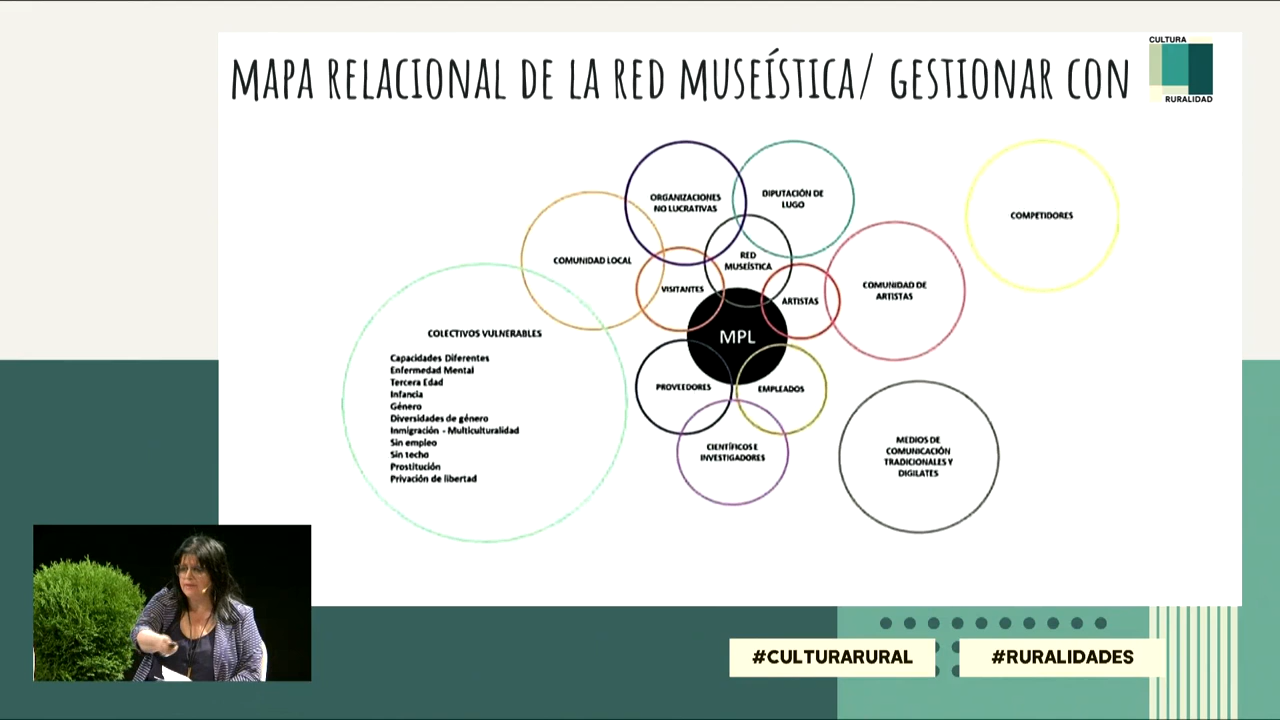 MAPA RELACIONAL DE LA RED MUSEÍSTICA/ GESTIONAR CON
CULTURA
RURALIDAD
ORGANIZACIONES
NO LUCRATIVAS
DIPUTACIÓN DE
LUGO
COMPETIDORES
COMUNIDAD LOCAL
RED
MUSEÍSTICA
VISITANTES
ARTISTAS
COMUNIDAD DE
ARTISTAS
MPL
COLECTIVOS VULNERABLES
Capacidades Diferentes
Enfermedad Mental
Tercera Edad
Infancia
Género
Diversidades de género
Inmigración - Multiculturalidad
Sin empleo
Sin techo
Prostitución
Privación de libertad
PROVEEDORES
EMPLEADOS
CIENTÍFICOS E
INVESTIGADORES
MEDIOS DE
COMUNICACIÓN
TRADICIONALES Y
DIGILATES
#CULTURARURAL
#RURALIDADES